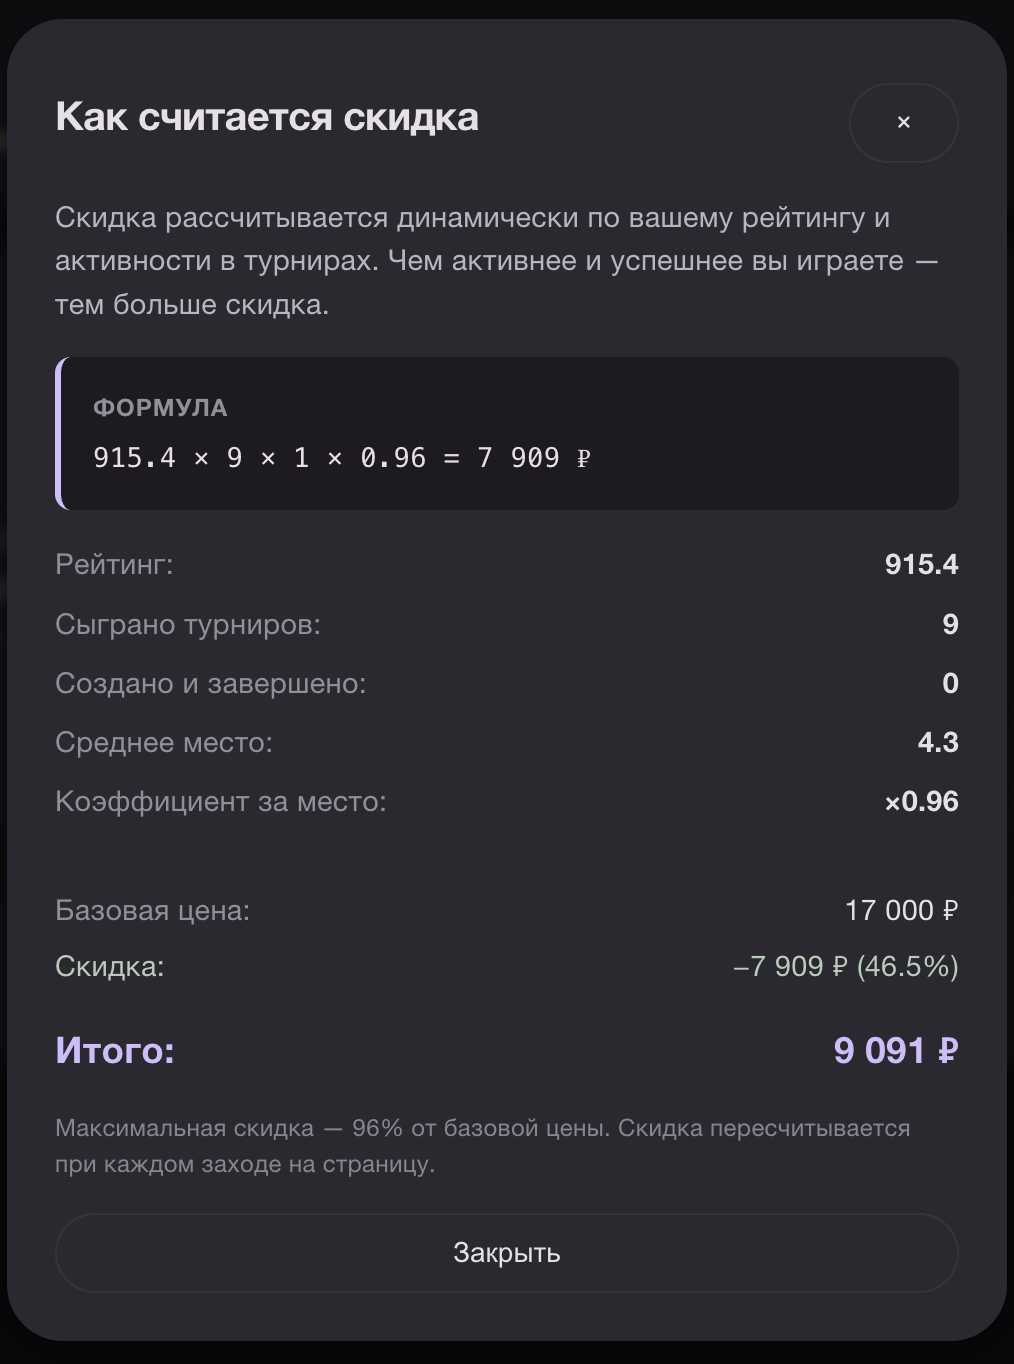 Как считается скидка
×
Скидка рассчитывается динамически по вашему рейтингу и
активности в турнирах. Чем активнее и успешнее вы играете —
тем больше скидка.
ФОРМУЛА
915.4 × 9 × 1 × 0.96 = 7 909 ₽
Рейтинг: 915.4
Сыграно турниров: 9
Создано и завершено: 0
Среднее место: 4.3
Коэффициент за место: ×0.96
Базовая цена: 17 000 ₽
Скидка: –7 909 ₽ (46.5%)
Итого: 9 091 ₽
Максимальная скидка — 96% от базовой цены. Скидка пересчитывается
при каждом заходе на страницу.
Закрыть